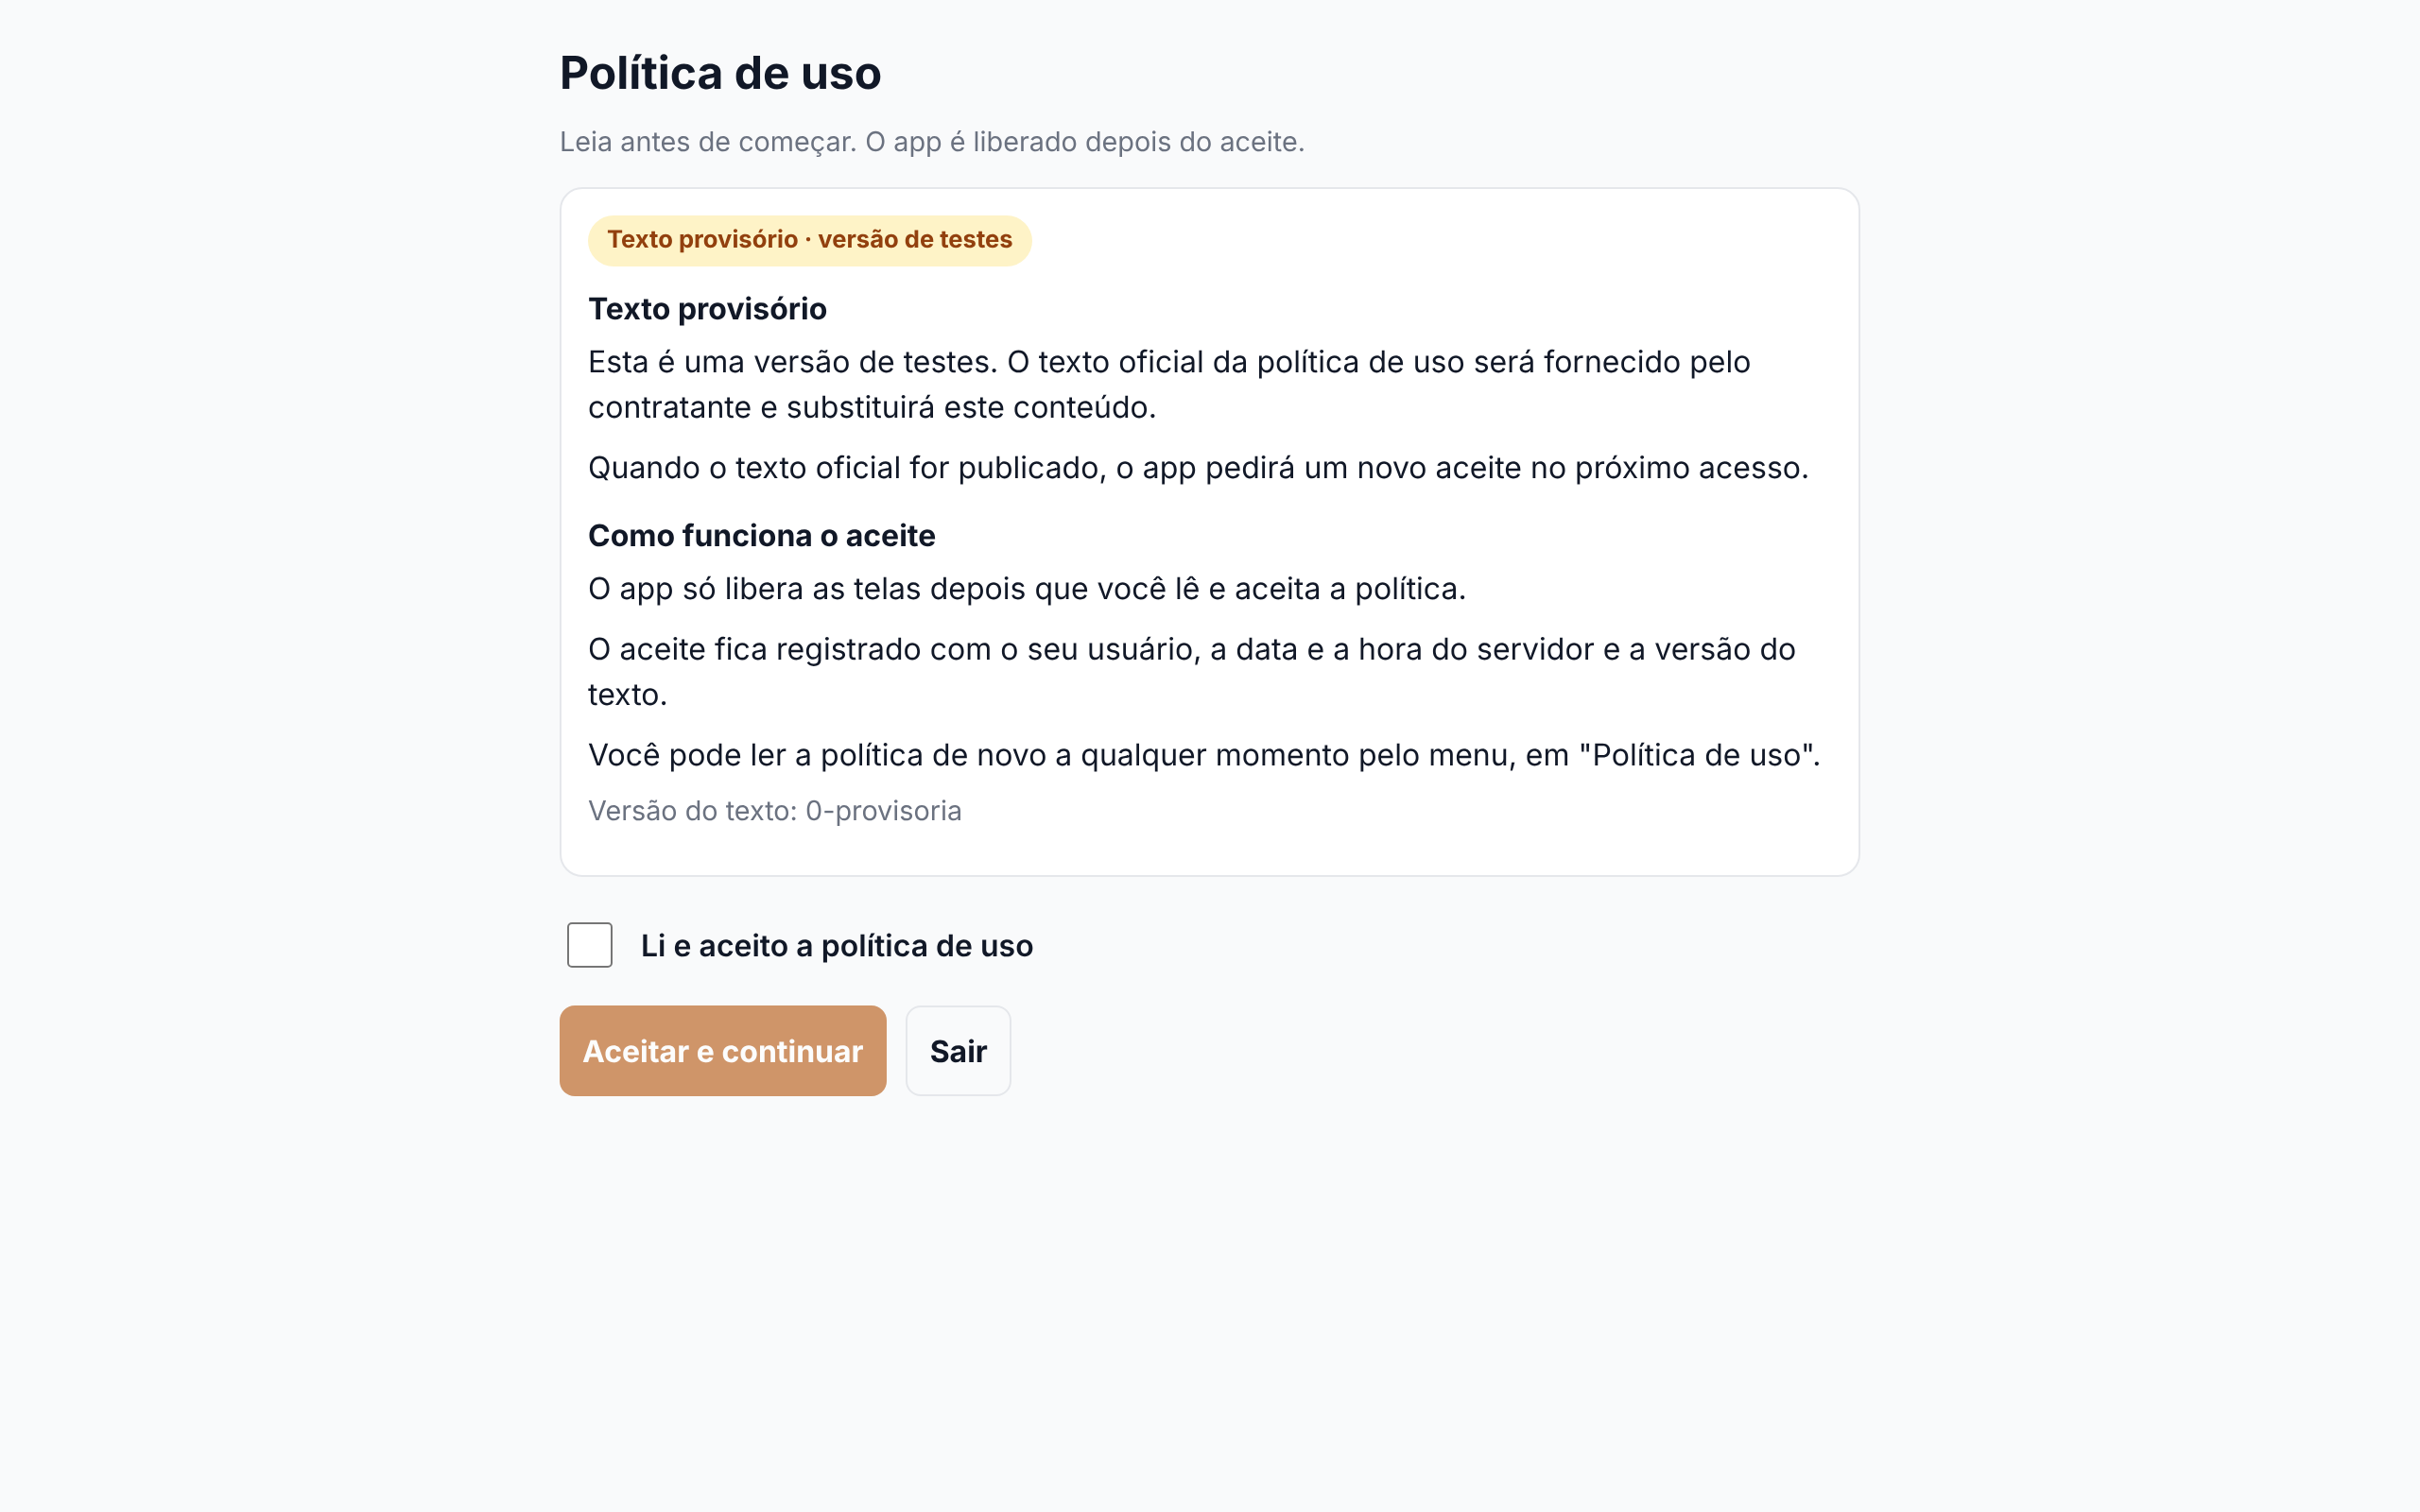 Política de uso
Leia antes de começar. O app é liberado depois do aceite.
Texto provisório · versão de testes
Texto provisório
Esta é uma versão de testes. O texto oficial da política de uso será fornecido pelo
contratante e substituirá este conteúdo.
Quando o texto oficial for publicado, o app pedirá um novo aceite no próximo acesso.
Como funciona o aceite
O app só libera as telas depois que você lê e aceita a política.
O aceite fica registrado com o seu usuário, a data e a hora do servidor e a versão do
texto.
Você pode ler a política de novo a qualquer momento pelo menu, em "Política de uso".
Versão do texto: 0-provisoria
Li e aceito a política de uso
Aceitar e continuar
Sair